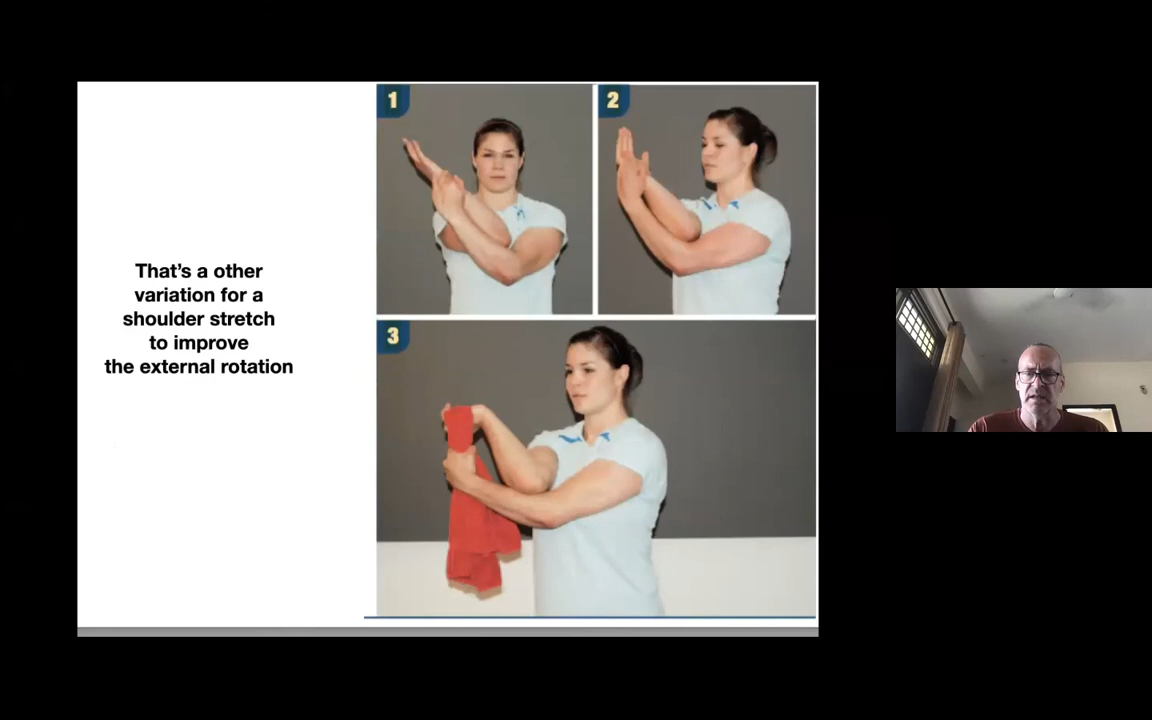 That's a other
variation for a
shoulder stretch
to improve
the external rotation
1
2
3